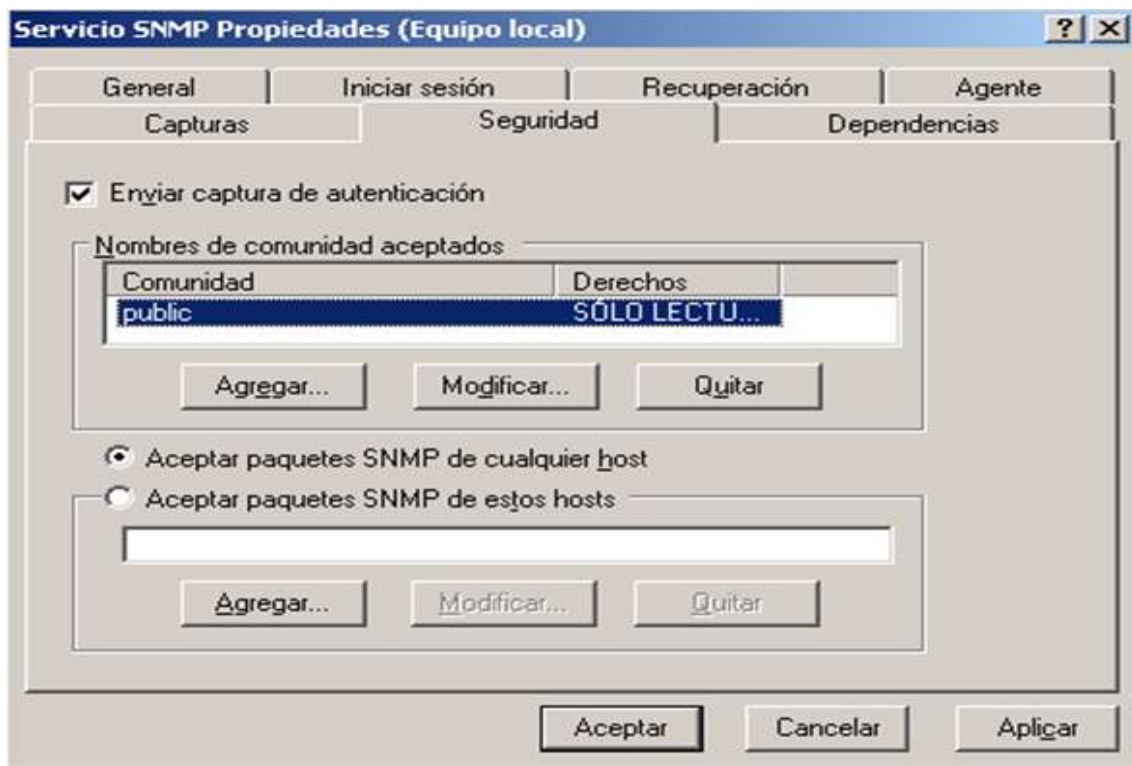 Servicio SNMP Propiedades (Equipo local)
General Iniciar sesión Recuperación Agente
Capturas Seguridad Dependencias
Enviar captura de autenticación
Nombres de comunidad aceptados
Comunidad Derechos
public SÓLO LECTU...
Agregar... Modificar... Quitar
Aceptar paquetes SNMP de cualquier host
Aceptar paquetes SNMP de estos hosts
Agregar... Modificar... Quitar
Aceptar Cancelar Aplicar